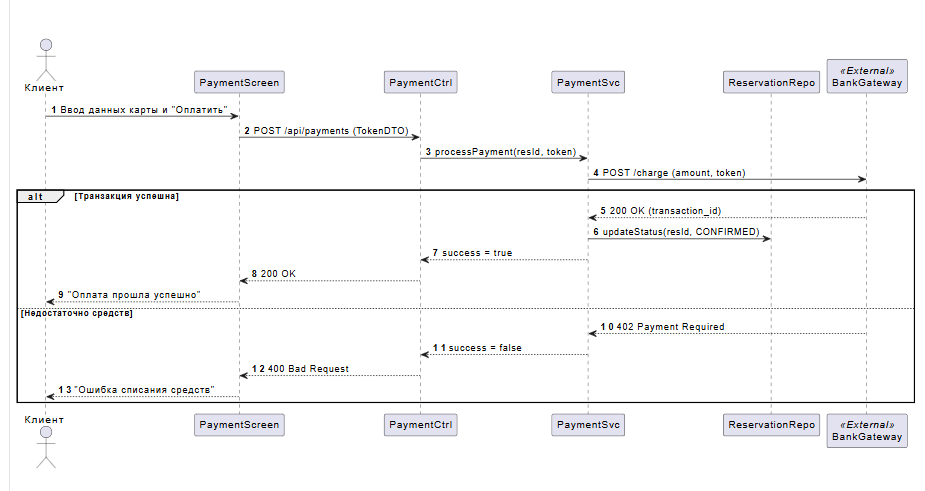 Клиент
PaymentScreen
PaymentCtrl
PaymentSvc
ReservationRepo
«External»
BankGateway
1 Ввод данных карты и "Оплатить"
2 POST /api/payments (TokenDTO)
3 processPayment(resId, token)
4 POST /charge (amount, token)
alt [Транзакция успешна]
5 200 OK (transaction_id)
6 updateStatus(resId, CONFIRMED)
7 success = true
8 200 OK
9 "Оплата прошла успешно"
[Недостаточно средств]
10 402 Payment Required
11 success = false
12 400 Bad Request
13 "Ошибка списания средств"
Клиент
PaymentScreen
PaymentCtrl
PaymentSvc
ReservationRepo
«External»
BankGateway